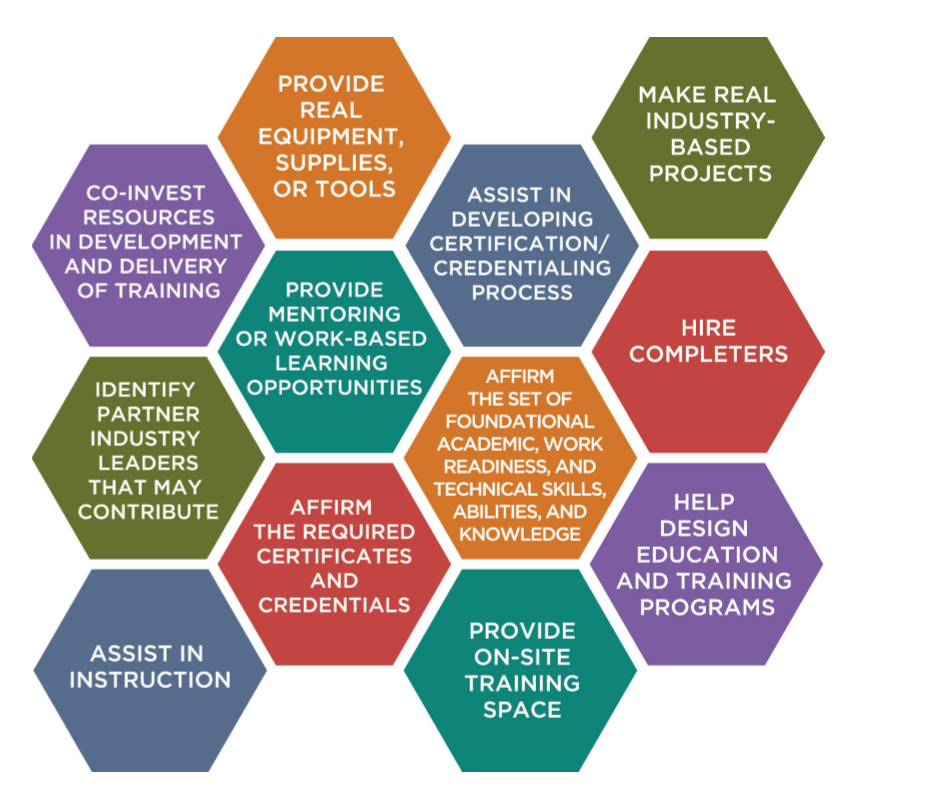 PROVIDE
REAL
EQUIPMENT,
SUPPLIES,
OR TOOLS
MAKE REAL
INDUSTRY-
BASED
PROJECTS
CO-INVEST
RESOURCES
IN DEVELOPMENT
AND DELIVERY
OF TRAINING
ASSIST IN
DEVELOPING
CERTIFICATION/
CREDENTIALING
PROCESS
PROVIDE
MENTORING
OR WORK-BASED
LEARNING
OPPORTUNITIES
HIRE
COMPLETERS
IDENTIFY
PARTNER
INDUSTRY
LEADERS
THAT MAY
CONTRIBUTE
AFFIRM
THE SET OF
FOUNDATIONAL
ACADEMIC, WORK
READINESS, AND
TECHNICAL SKILLS,
ABILITIES, AND
KNOWLEDGE
AFFIRM
THE REQUIRED
CERTIFICATES
AND
CREDENTIALS
HELP
DESIGN
EDUCATION
AND TRAINING
PROGRAMS
ASSIST IN
INSTRUCTION
PROVIDE
ON-SITE
TRAINING
SPACE